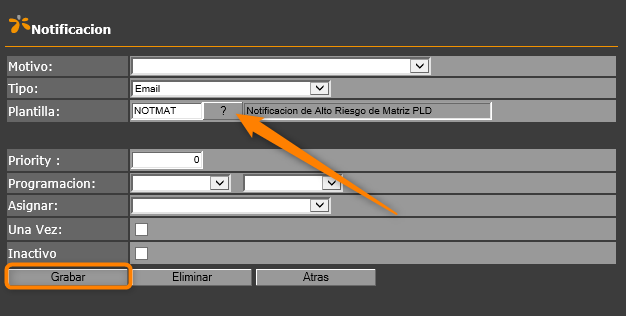 Notificacion
Motivo:
Tipo: Email
Plantilla: NOTMAT ? Notificacion de Alto Riesgo de Matriz PLD
Priority : 0
Programacion:
Asignar:
Una Vez:
Inactivo
Grabar Eliminar Atras